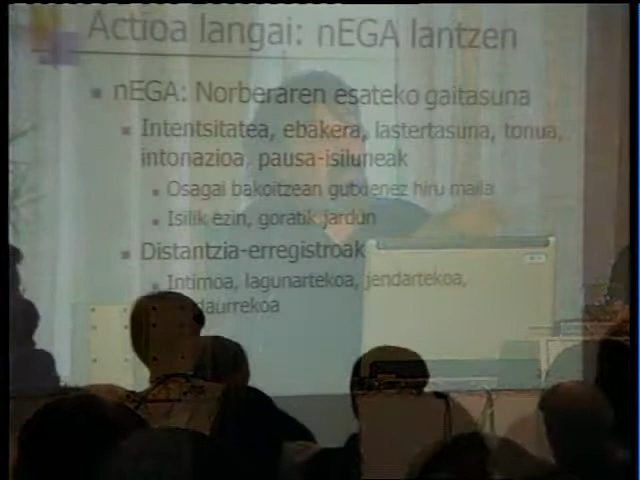 Actioa langai: nEGA lantzen
nEGA: Norberaren esateko gaitasuna
Intentsitatea, ebakera, lastertasuna, tonua,
intonazioa, pausa-isiluneak
Osagai bakoitzean gutxienez hiru maila
Isilik ezin, goratik jardun
Distantzia-erregistroak
Intimoa, lagunartekoa, jendartekoa,